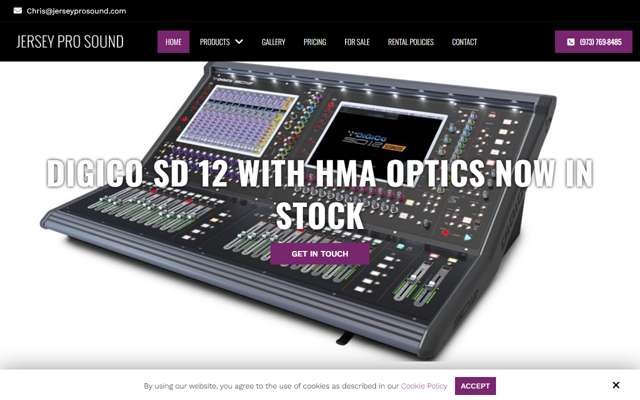 Chris@jerseyprosound.com
JERSEY PRO SOUND
HOME PRODUCTS GALLERY PRICING FOR SALE RENTAL POLICIES CONTACT (973) 769-8485
DiGiCo
SD12
DIGICO SD 12 WITH HMA OPTICS NOW IN
STOCK
GET IN TOUCH
By using our website, you agree to the use of cookies as described in our Cookie Policy ACCEPT